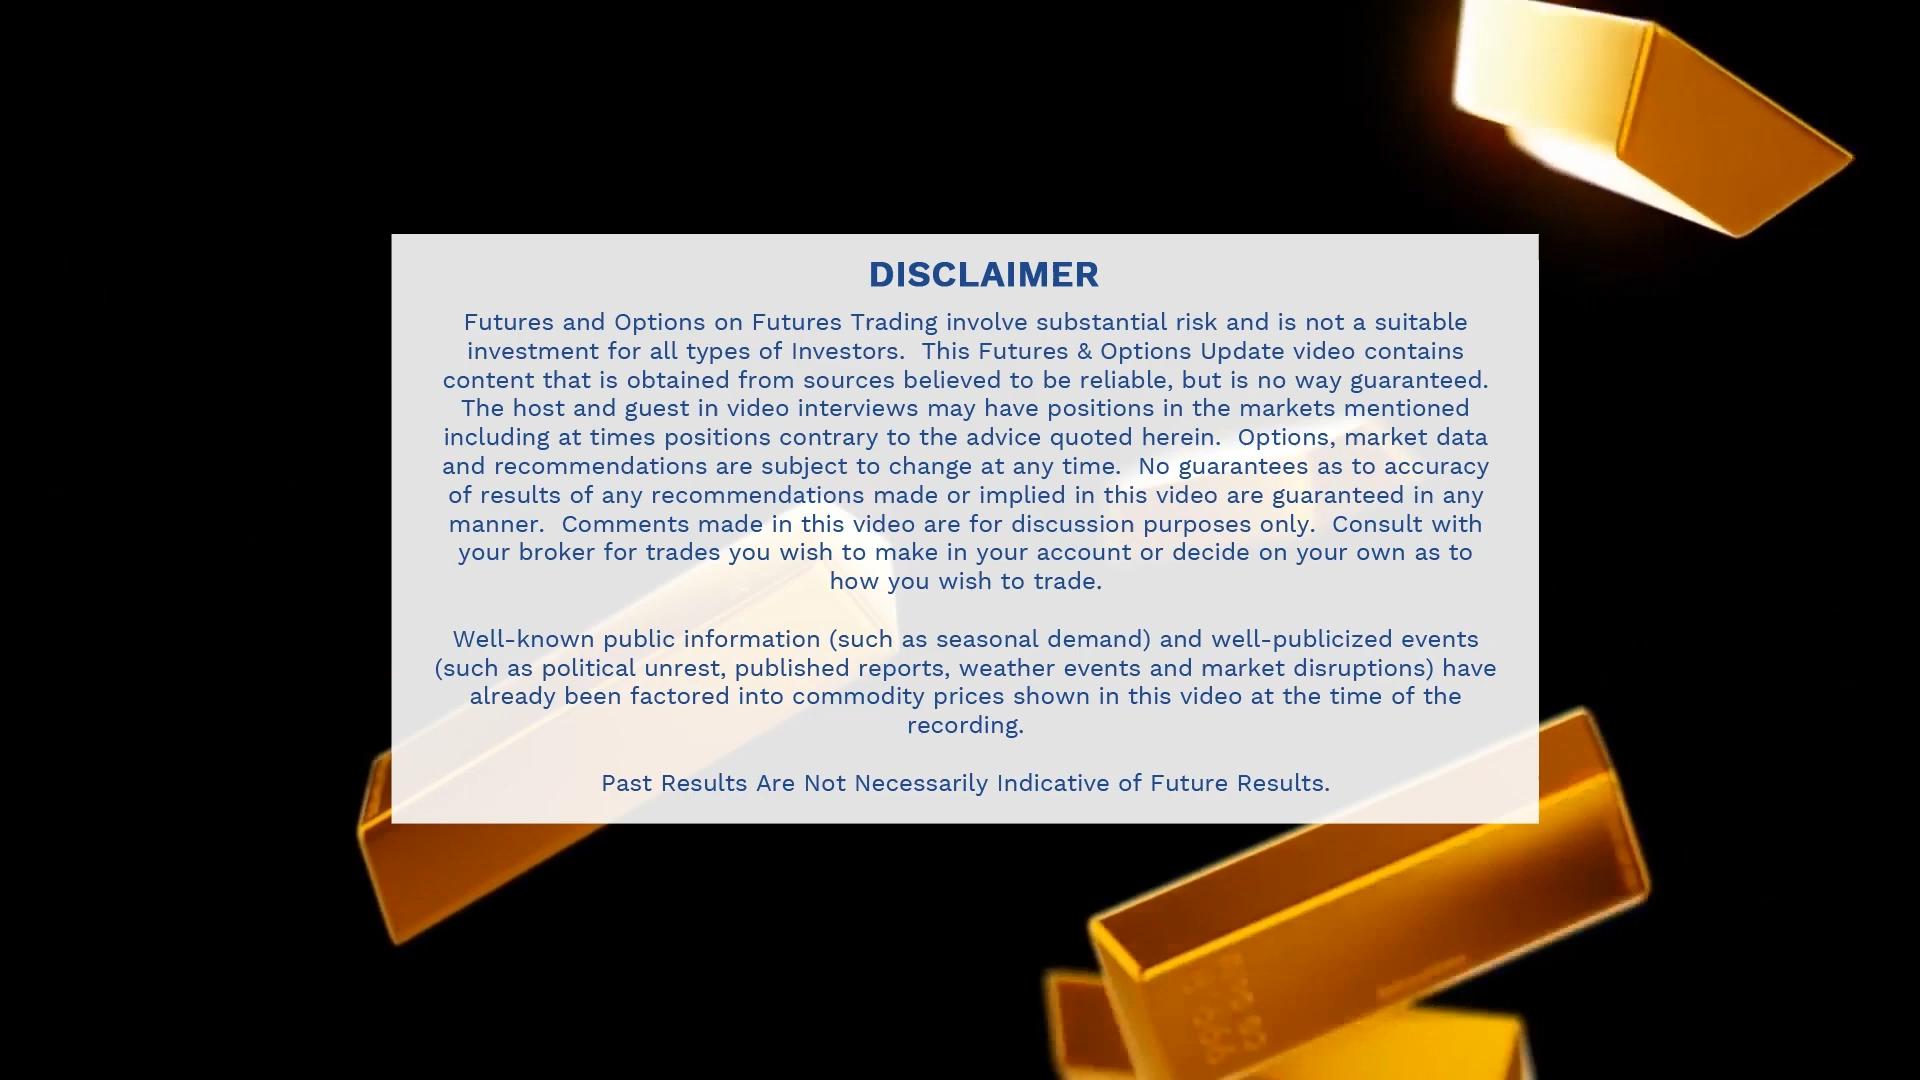 DISCLAIMER
Futures and Options on Futures Trading involve substantial risk and is not a suitable
investment for all types of Investors.  This Futures & Options Update video contains
content that is obtained from sources believed to be reliable, but is no way guaranteed.
The host and guest in video interviews may have positions in the markets mentioned
including at times positions contrary to the advice quoted herein.  Options, market data
and recommendations are subject to change at any time.  No guarantees as to accuracy
of results of any recommendations made or implied in this video are guaranteed in any
manner.  Comments made in this video are for discussion purposes only.  Consult with
your broker for trades you wish to make in your account or decide on your own as to
how you wish to trade.
Well-known public information (such as seasonal demand) and well-publicized events
(such as political unrest, published reports, weather events and market disruptions) have
already been factored into commodity prices shown in this video at the time of the
recording.
Past Results Are Not Necessarily Indicative of Future Results.